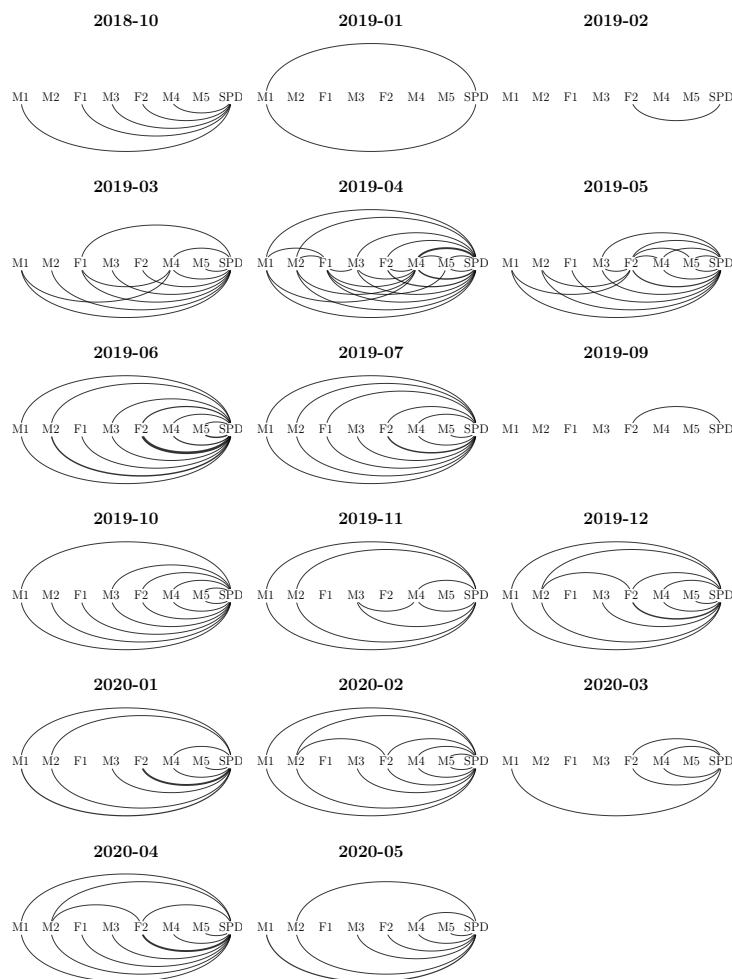 2018-10 2019-01 2019-02
M1 M2 F1 M3 F2 M4 M5 SPD M1 M2 F1 M3 F2 M4 M5 SPD M1 M2 F1 M3 F2 M4 M5 SPD
2019-03 2019-04 2019-05
M1 M2 F1 M3 F2 M4 M5 SPD M1 M2 F1 M3 F2 M4 M5 SPD M1 M2 F1 M3 F2 M4 M5 SPD
2019-06 2019-07 2019-09
M1 M2 F1 M3 F2 M4 M5 SPD M1 M2 F1 M3 F2 M4 M5 SPD M1 M2 F1 M3 F2 M4 M5 SPD
2019-10 2019-11 2019-12
M1 M2 F1 M3 F2 M4 M5 SPD M1 M2 F1 M3 F2 M4 M5 SPD M1 M2 F1 M3 F2 M4 M5 SPD
2020-01 2020-02 2020-03
M1 M2 F1 M3 F2 M4 M5 SPD M1 M2 F1 M3 F2 M4 M5 SPD M1 M2 F1 M3 F2 M4 M5 SPD
2020-04 2020-05
M1 M2 F1 M3 F2 M4 M5 SPD M1 M2 F1 M3 F2 M4 M5 SPD